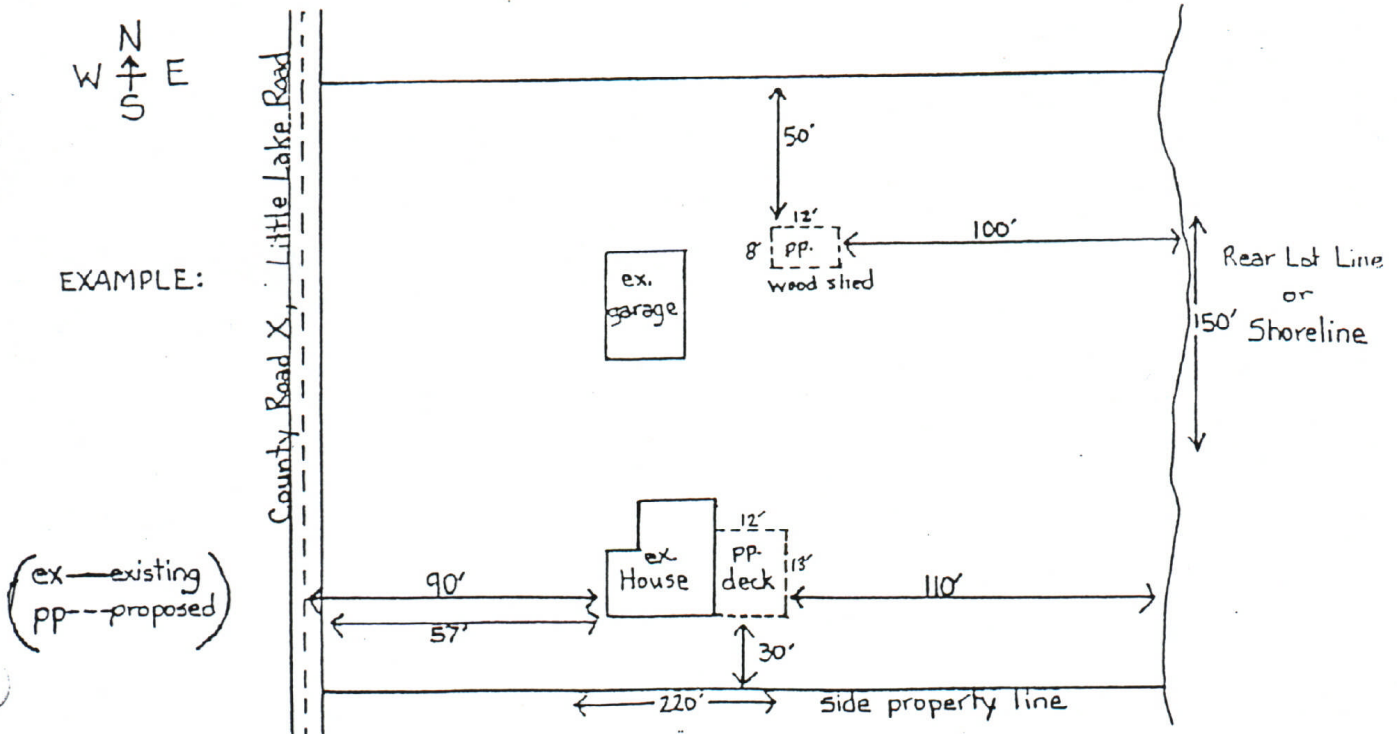 N
W E
S
EXAMPLE:
County Road X, Little Lake Road
50'
12'
8' pp.
wood shed
100'
ex.
garage
Rear Lot Line
or
Shoreline
150'
(ex—existing
pp---proposed)
90'
57'
ex
House
12'
pp.
deck
13'
110'
30'
220'
side property line